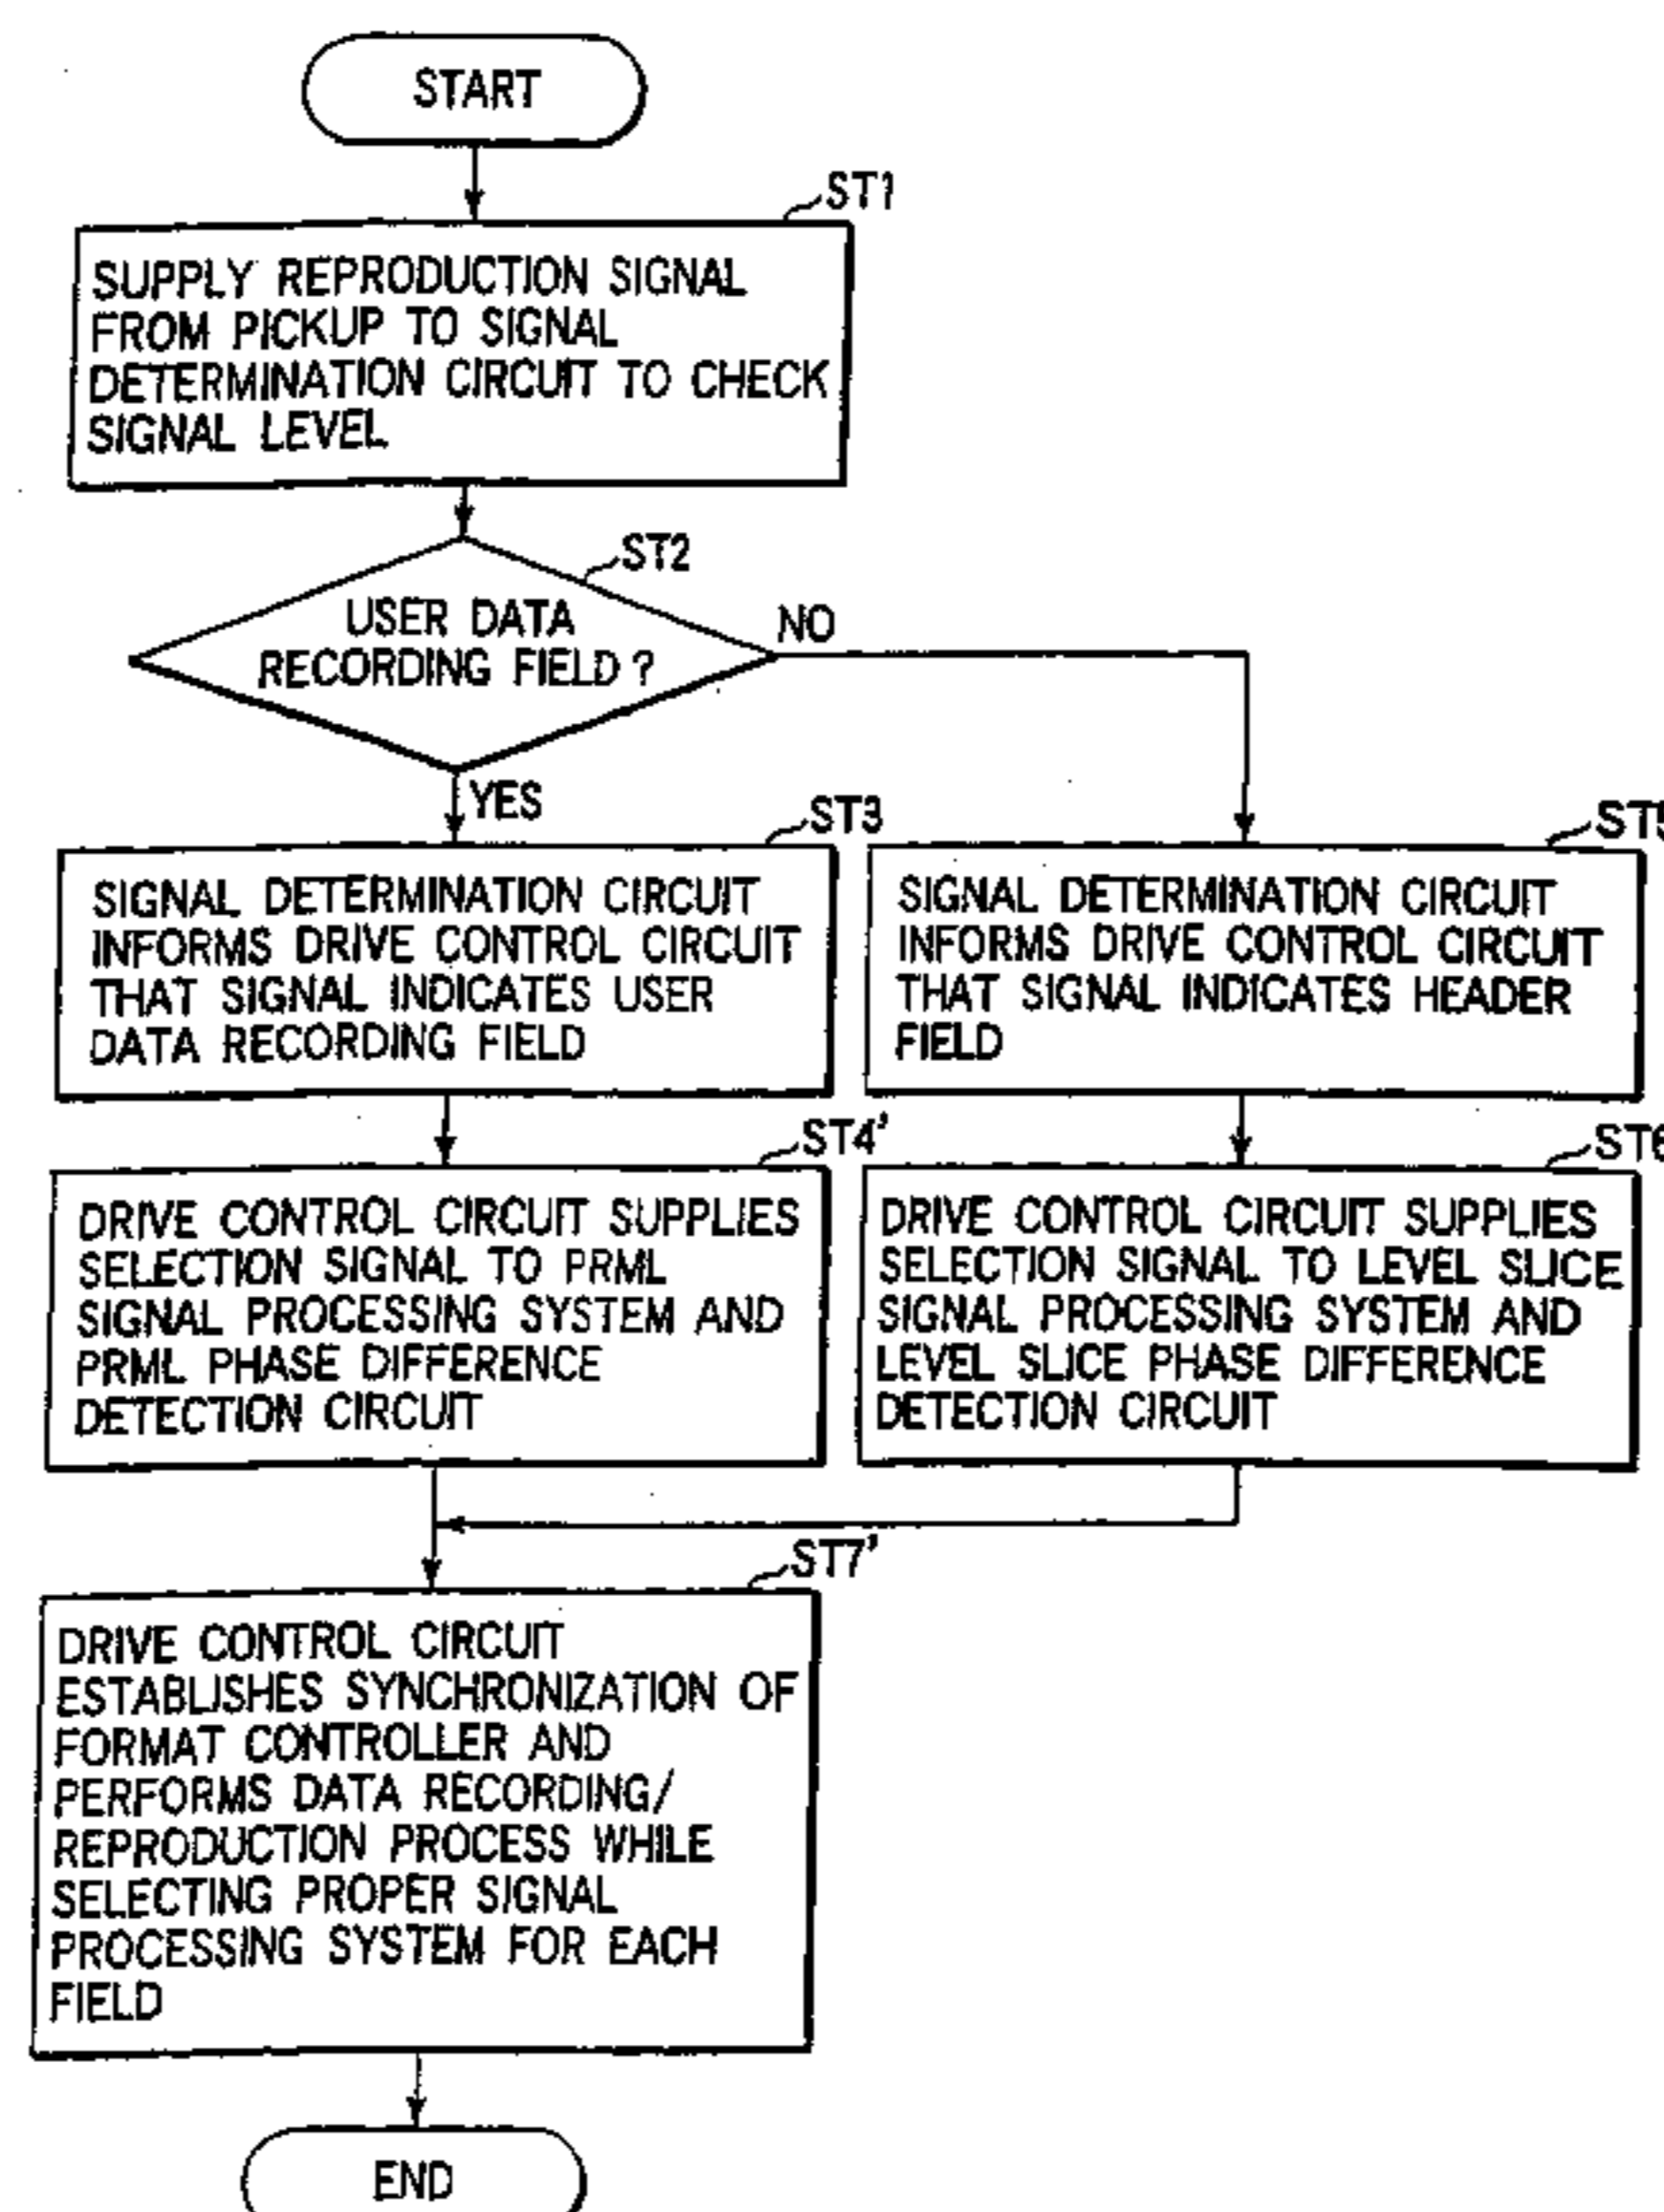 START
ST1
SUPPLY REPRODUCTION SIGNAL
FROM PICKUP TO SIGNAL
DETERMINATION CIRCUIT TO CHECK
SIGNAL LEVEL
ST2
USER DATA
RECORDING FIELD?
NO
YES
ST3
SIGNAL DETERMINATION CIRCUIT
INFORMS DRIVE CONTROL CIRCUIT
THAT SIGNAL INDICATES USER
DATA RECORDING FIELD
ST5
SIGNAL DETERMINATION CIRCUIT
INFORMS DRIVE CONTROL CIRCUIT
THAT SIGNAL INDICATES HEADER
FIELD
ST4'
DRIVE CONTROL CIRCUIT SUPPLIES
SELECTION SIGNAL TO PRML
SIGNAL PROCESSING SYSTEM AND
PRML PHASE DIFFERENCE
DETECTION CIRCUIT
ST6
DRIVE CONTROL CIRCUIT SUPPLIES
SELECTION SIGNAL TO LEVEL SLICE
SIGNAL PROCESSING SYSTEM AND
LEVEL SLICE PHASE DIFFERENCE
DETECTION CIRCUIT
ST7'
DRIVE CONTROL CIRCUIT
ESTABLISHES SYNCHRONIZATION OF
FORMAT CONTROLLER AND
PERFORMS DATA RECORDING/
REPRODUCTION PROCESS WHILE
SELECTING PROPER SIGNAL
PROCESSING SYSTEM FOR EACH
FIELD
END